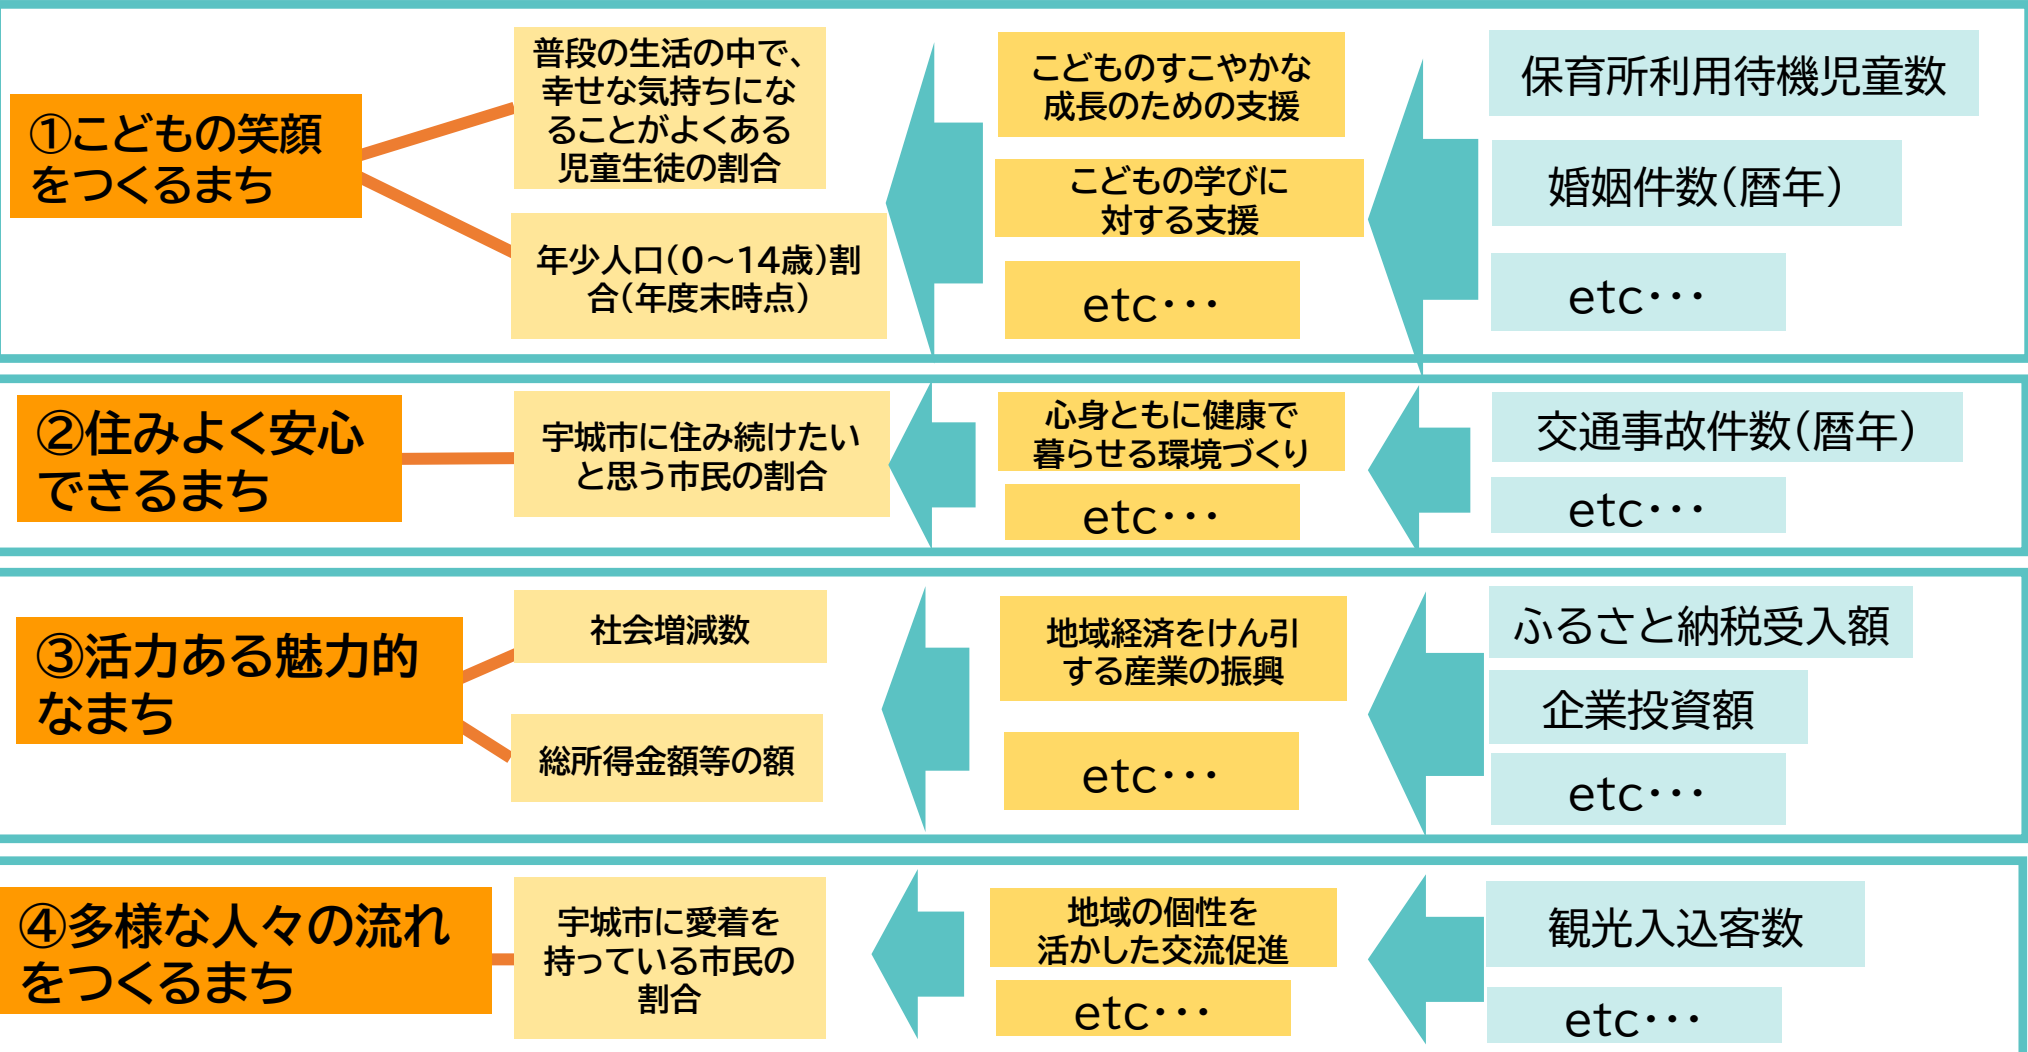 ①こどもの笑顔
をつくるまち
普段の生活の中で、
幸せな気持ちにな
ることがよくある
児童生徒の割合
年少人口(0～14歳)割
合(年度末時点)
こどものすこやかな
成長のための支援
こどもの学びに
対する支援
etc･･･
保育所利用待機児童数
婚姻件数(暦年)
etc･･･
②住みよく安心
できるまち
宇城市に住み続けたい
と思う市民の割合
心身ともに健康で
暮らせる環境づくり
etc･･･
交通事故件数(暦年)
etc･･･
③活力ある魅力的
なまち
社会増減数
総所得金額等の額
地域経済をけん引
する産業の振興
etc･･･
ふるさと納税受入額
企業投資額
etc･･･
④多様な人々の流れ
をつくるまち
宇城市に愛着を
持っている市民の
割合
地域の個性を
活かした交流促進
etc･･･
観光入込客数
etc･･･